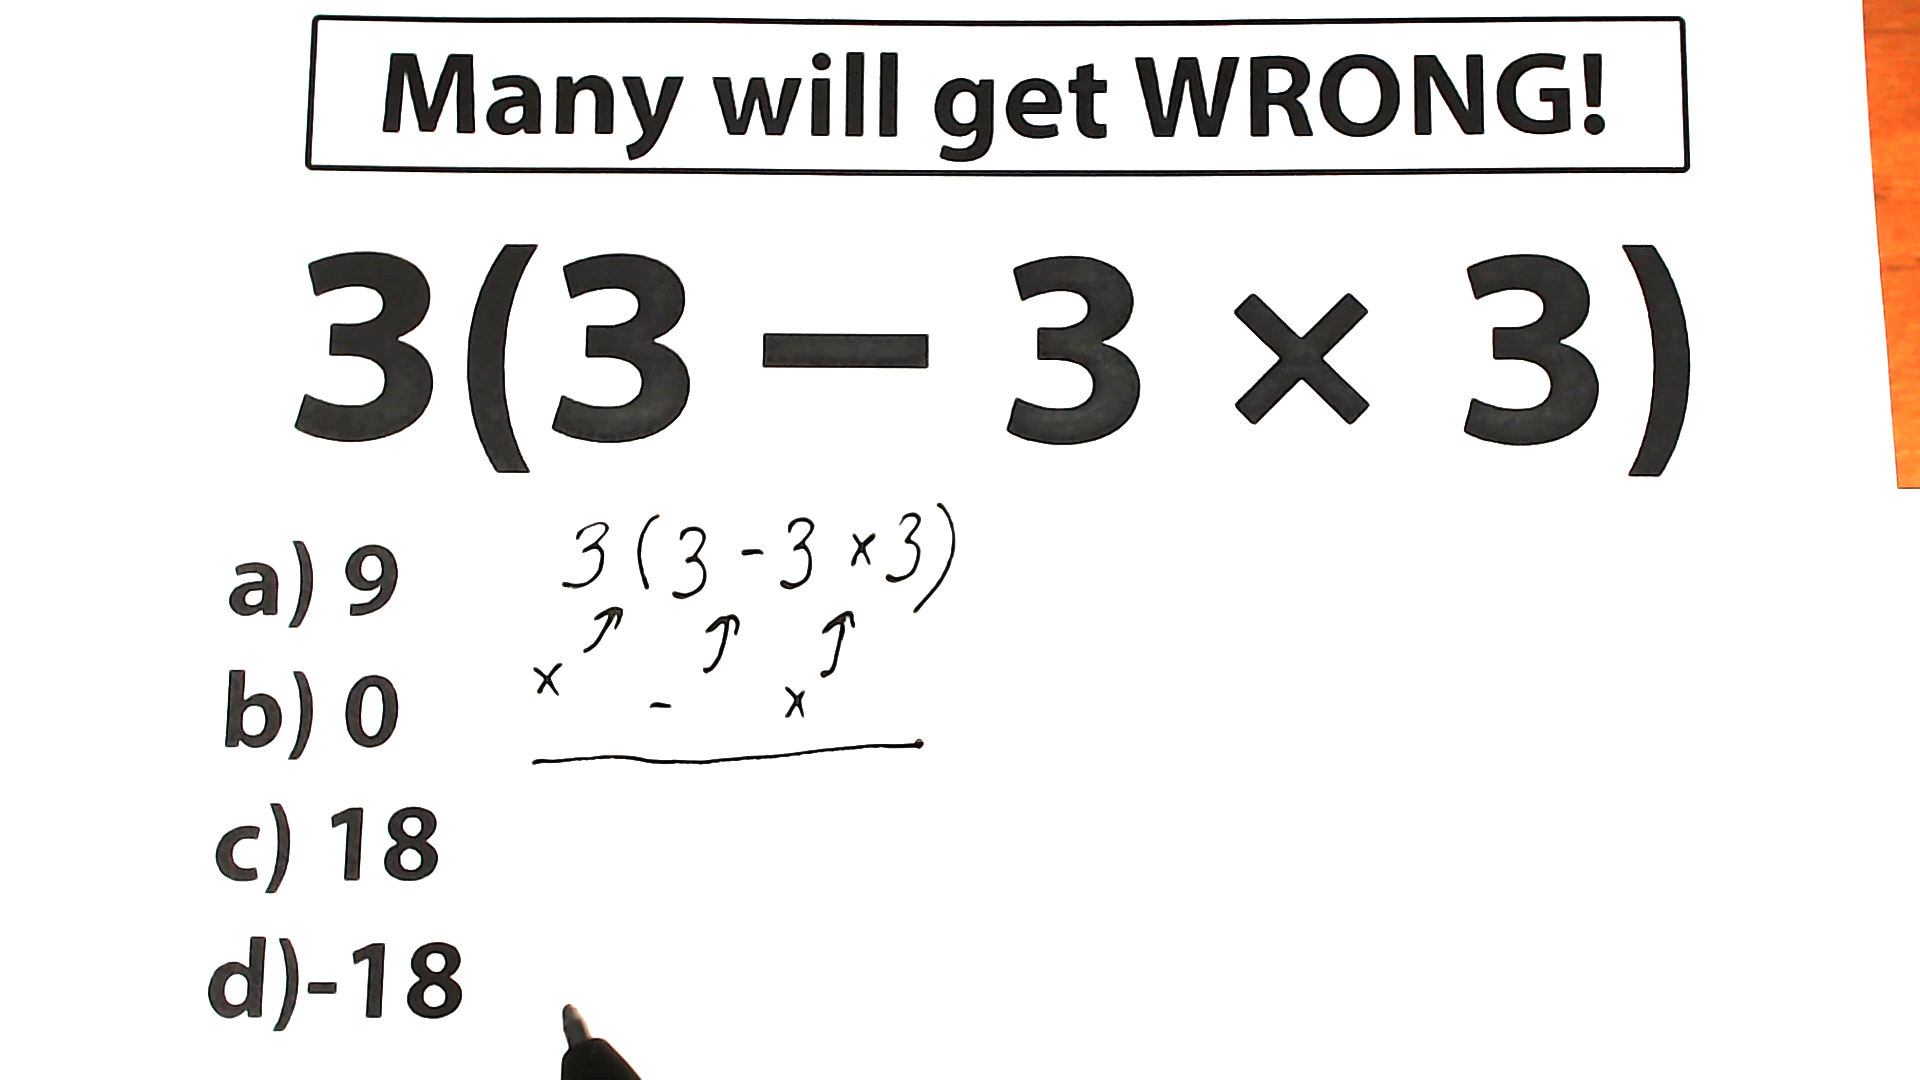 Many will get WRONG!
3(3 − 3 × 3)
a) 9
3(3 - 3 × 3)
b) 0
× - ×
c) 18
d)-18